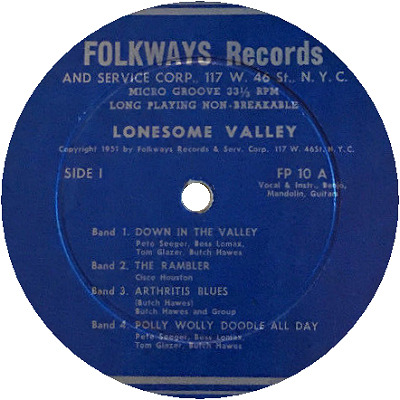 FOLKWAYS Records
AND SERVICE CORP., 117 W. 46 St., N. Y. C.
MICRO GROOVE 33⅓ RPM
LONG PLAYING NON-BREAKABLE
LONESOME VALLEY
Copyright 1951 by Folkways Records & Serv. Corp. 117 W. 46St. N. Y. C.
SIDE I FP 10 A
Vocal & Instr., Banjo,
Mandolin, Guitar
Band 1. DOWN IN THE VALLEY
Pete Seeger, Bess Lomax,
Tom Glazer, Butch Hawes
Band 2. THE RAMBLER
Cisco Houston
Band 3. ARTHRITIS BLUES
(Butch Hawes)
Butch Hawes and Group
Band 4. POLLY WOLLY DOODLE ALL DAY
Pete Seeger, Bess Lomax,
Tom Glazer, Butch Hawes